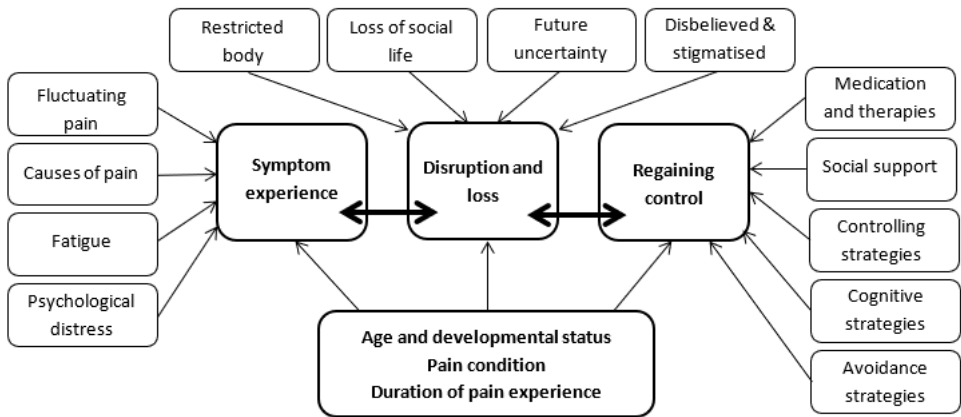 Restricted
body
Loss of social
life
Future
uncertainty
Disbelieved &
stigmatised
Fluctuating
pain
Causes of pain
Fatigue
Psychological
distress
Symptom
experience
Disruption and
loss
Regaining
control
Medication
and therapies
Social support
Controlling
strategies
Cognitive
strategies
Avoidance
strategies
Age and developmental status
Pain condition
Duration of pain experience